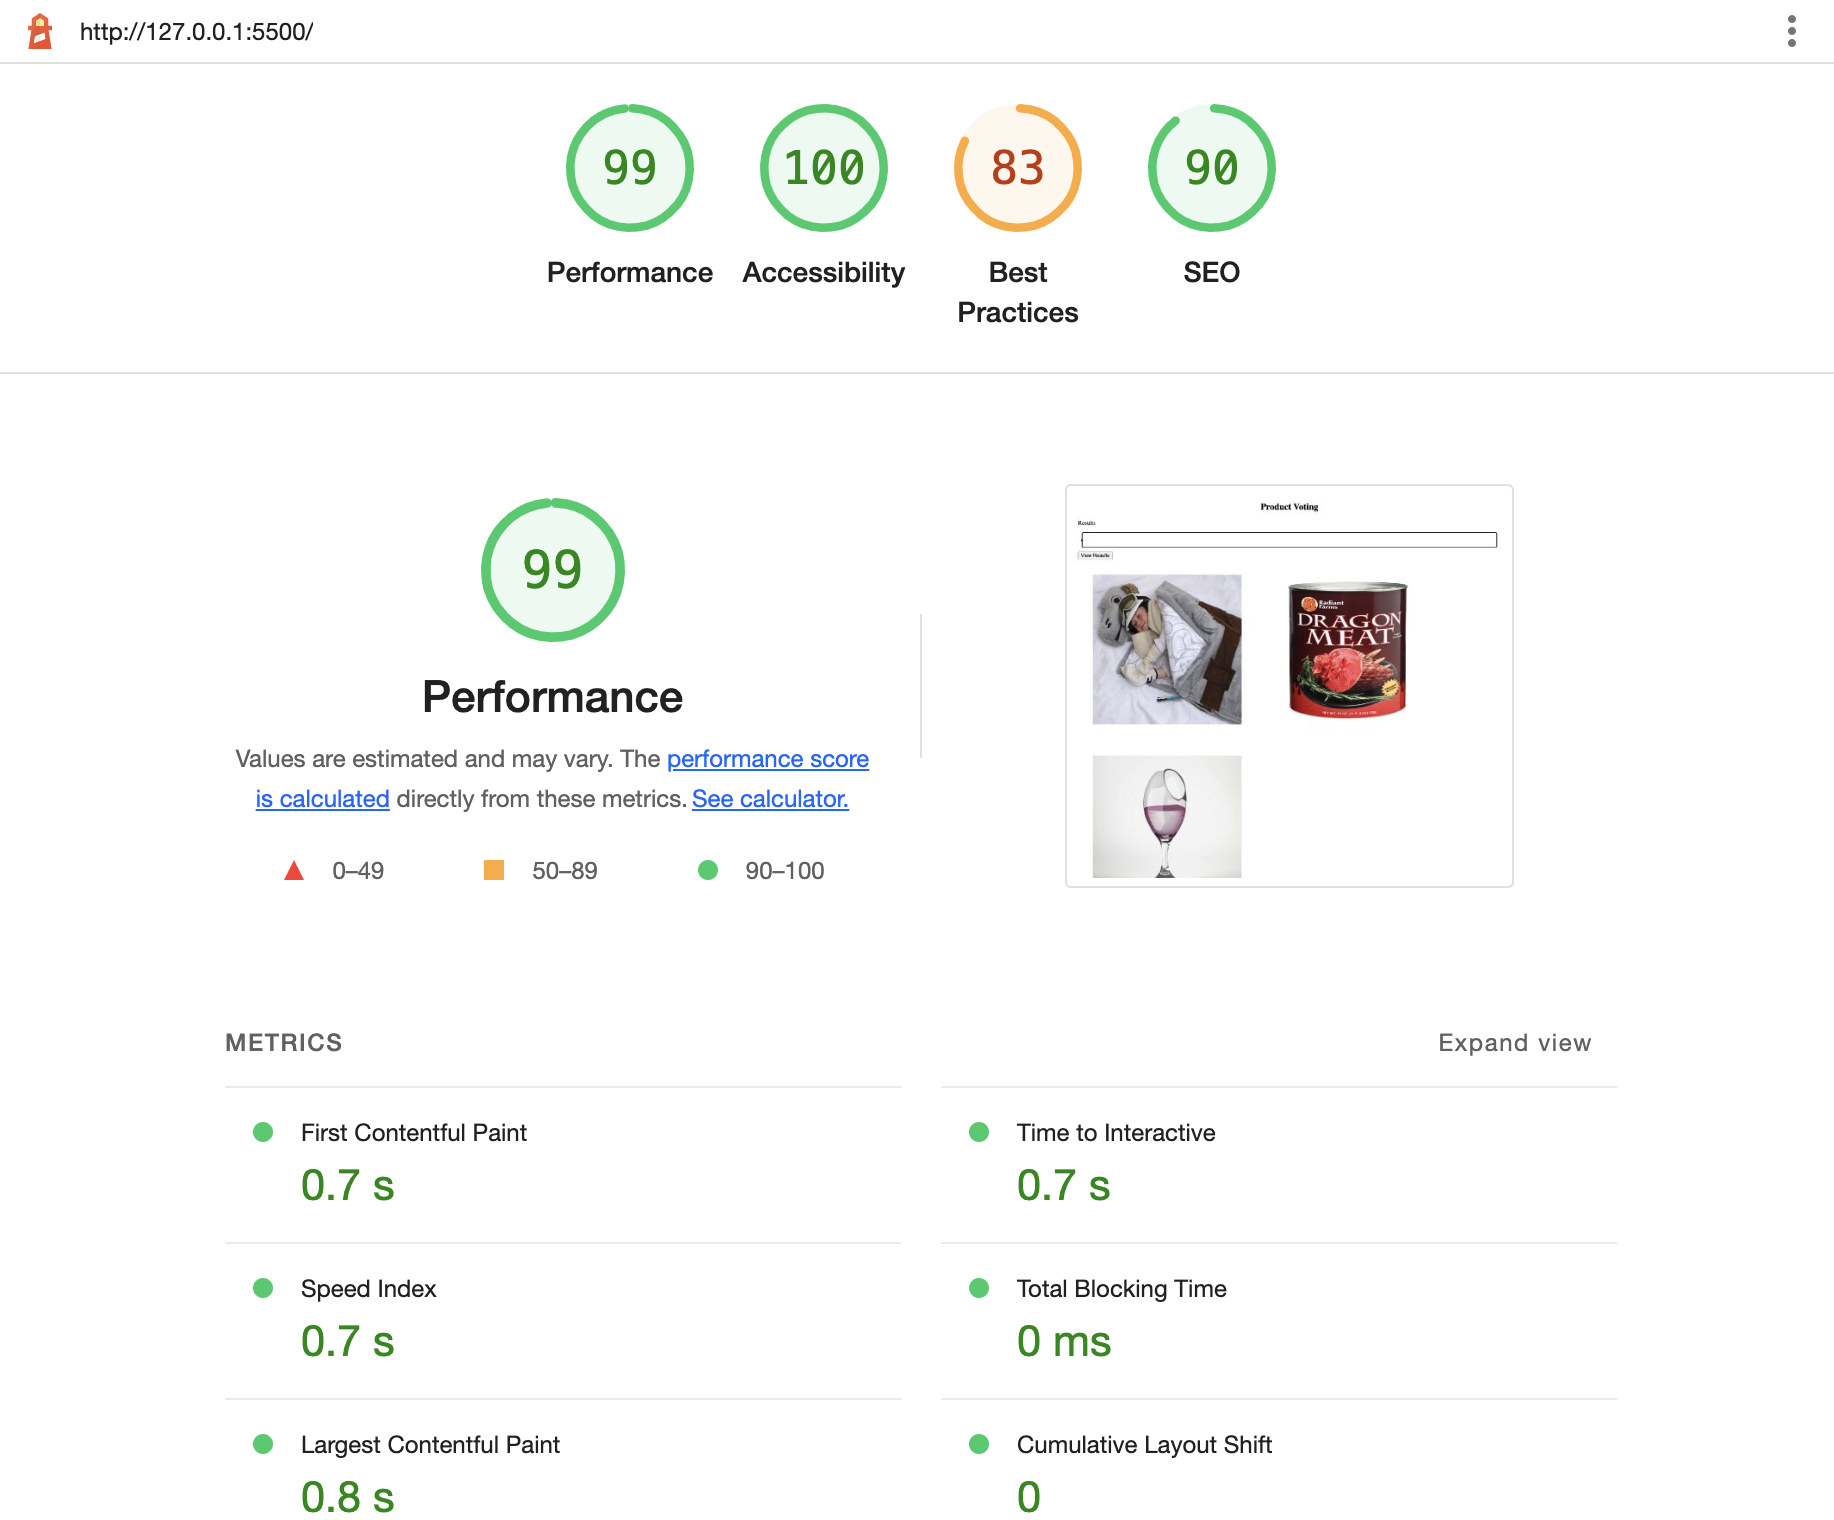 http://127.0.0.1:5500/
99
100
83
90
Performance
Accessibility
Best
Practices
SEO
99
Performance
Values are estimated and may vary. The performance score
is calculated directly from these metrics. See calculator.
0–49
50–89
90–100
Product Voting
Results
View Results
Radiant
Farms
DRAGON
MEAT
METRICS
Expand view
First Contentful Paint
0.7 s
Time to Interactive
0.7 s
Speed Index
0.7 s
Total Blocking Time
0 ms
Largest Contentful Paint
0.8 s
Cumulative Layout Shift
0